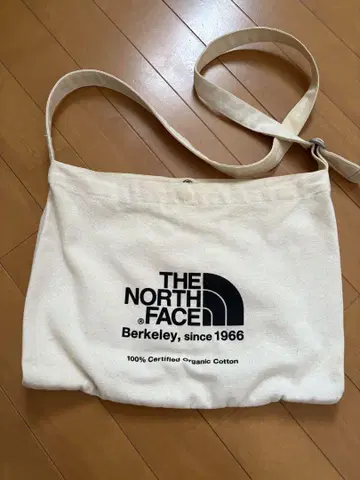 THE
NORTH
FACE
®
Berkeley, since 1966
100% Certified Organic Cotton